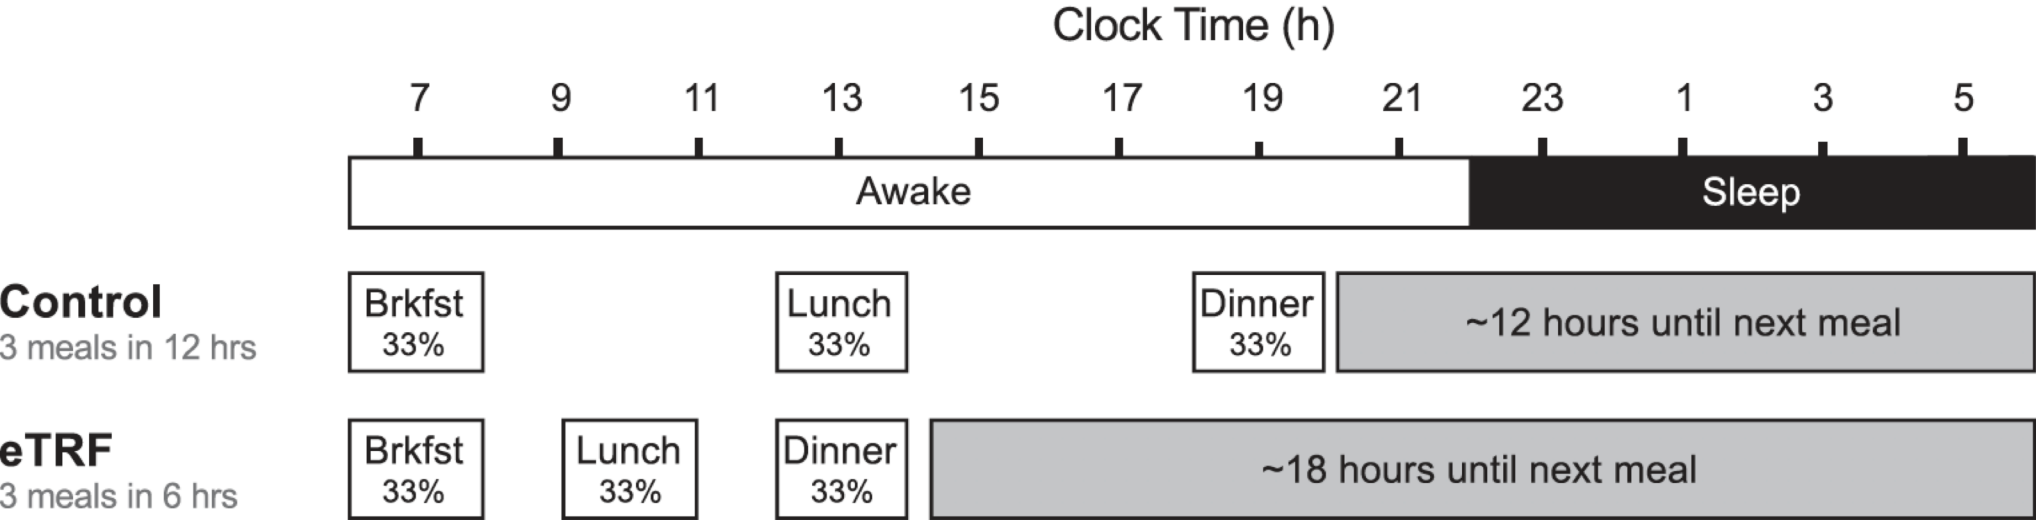 Clock Time (h)
7 9 11 13 15 17 19 21 23 1 3 5
Awake Sleep
Control
3 meals in 12 hrs
Brkfst
33%
Lunch
33%
Dinner
33%
~12 hours until next meal
eTRF
3 meals in 6 hrs
Brkfst
33%
Lunch
33%
Dinner
33%
~18 hours until next meal